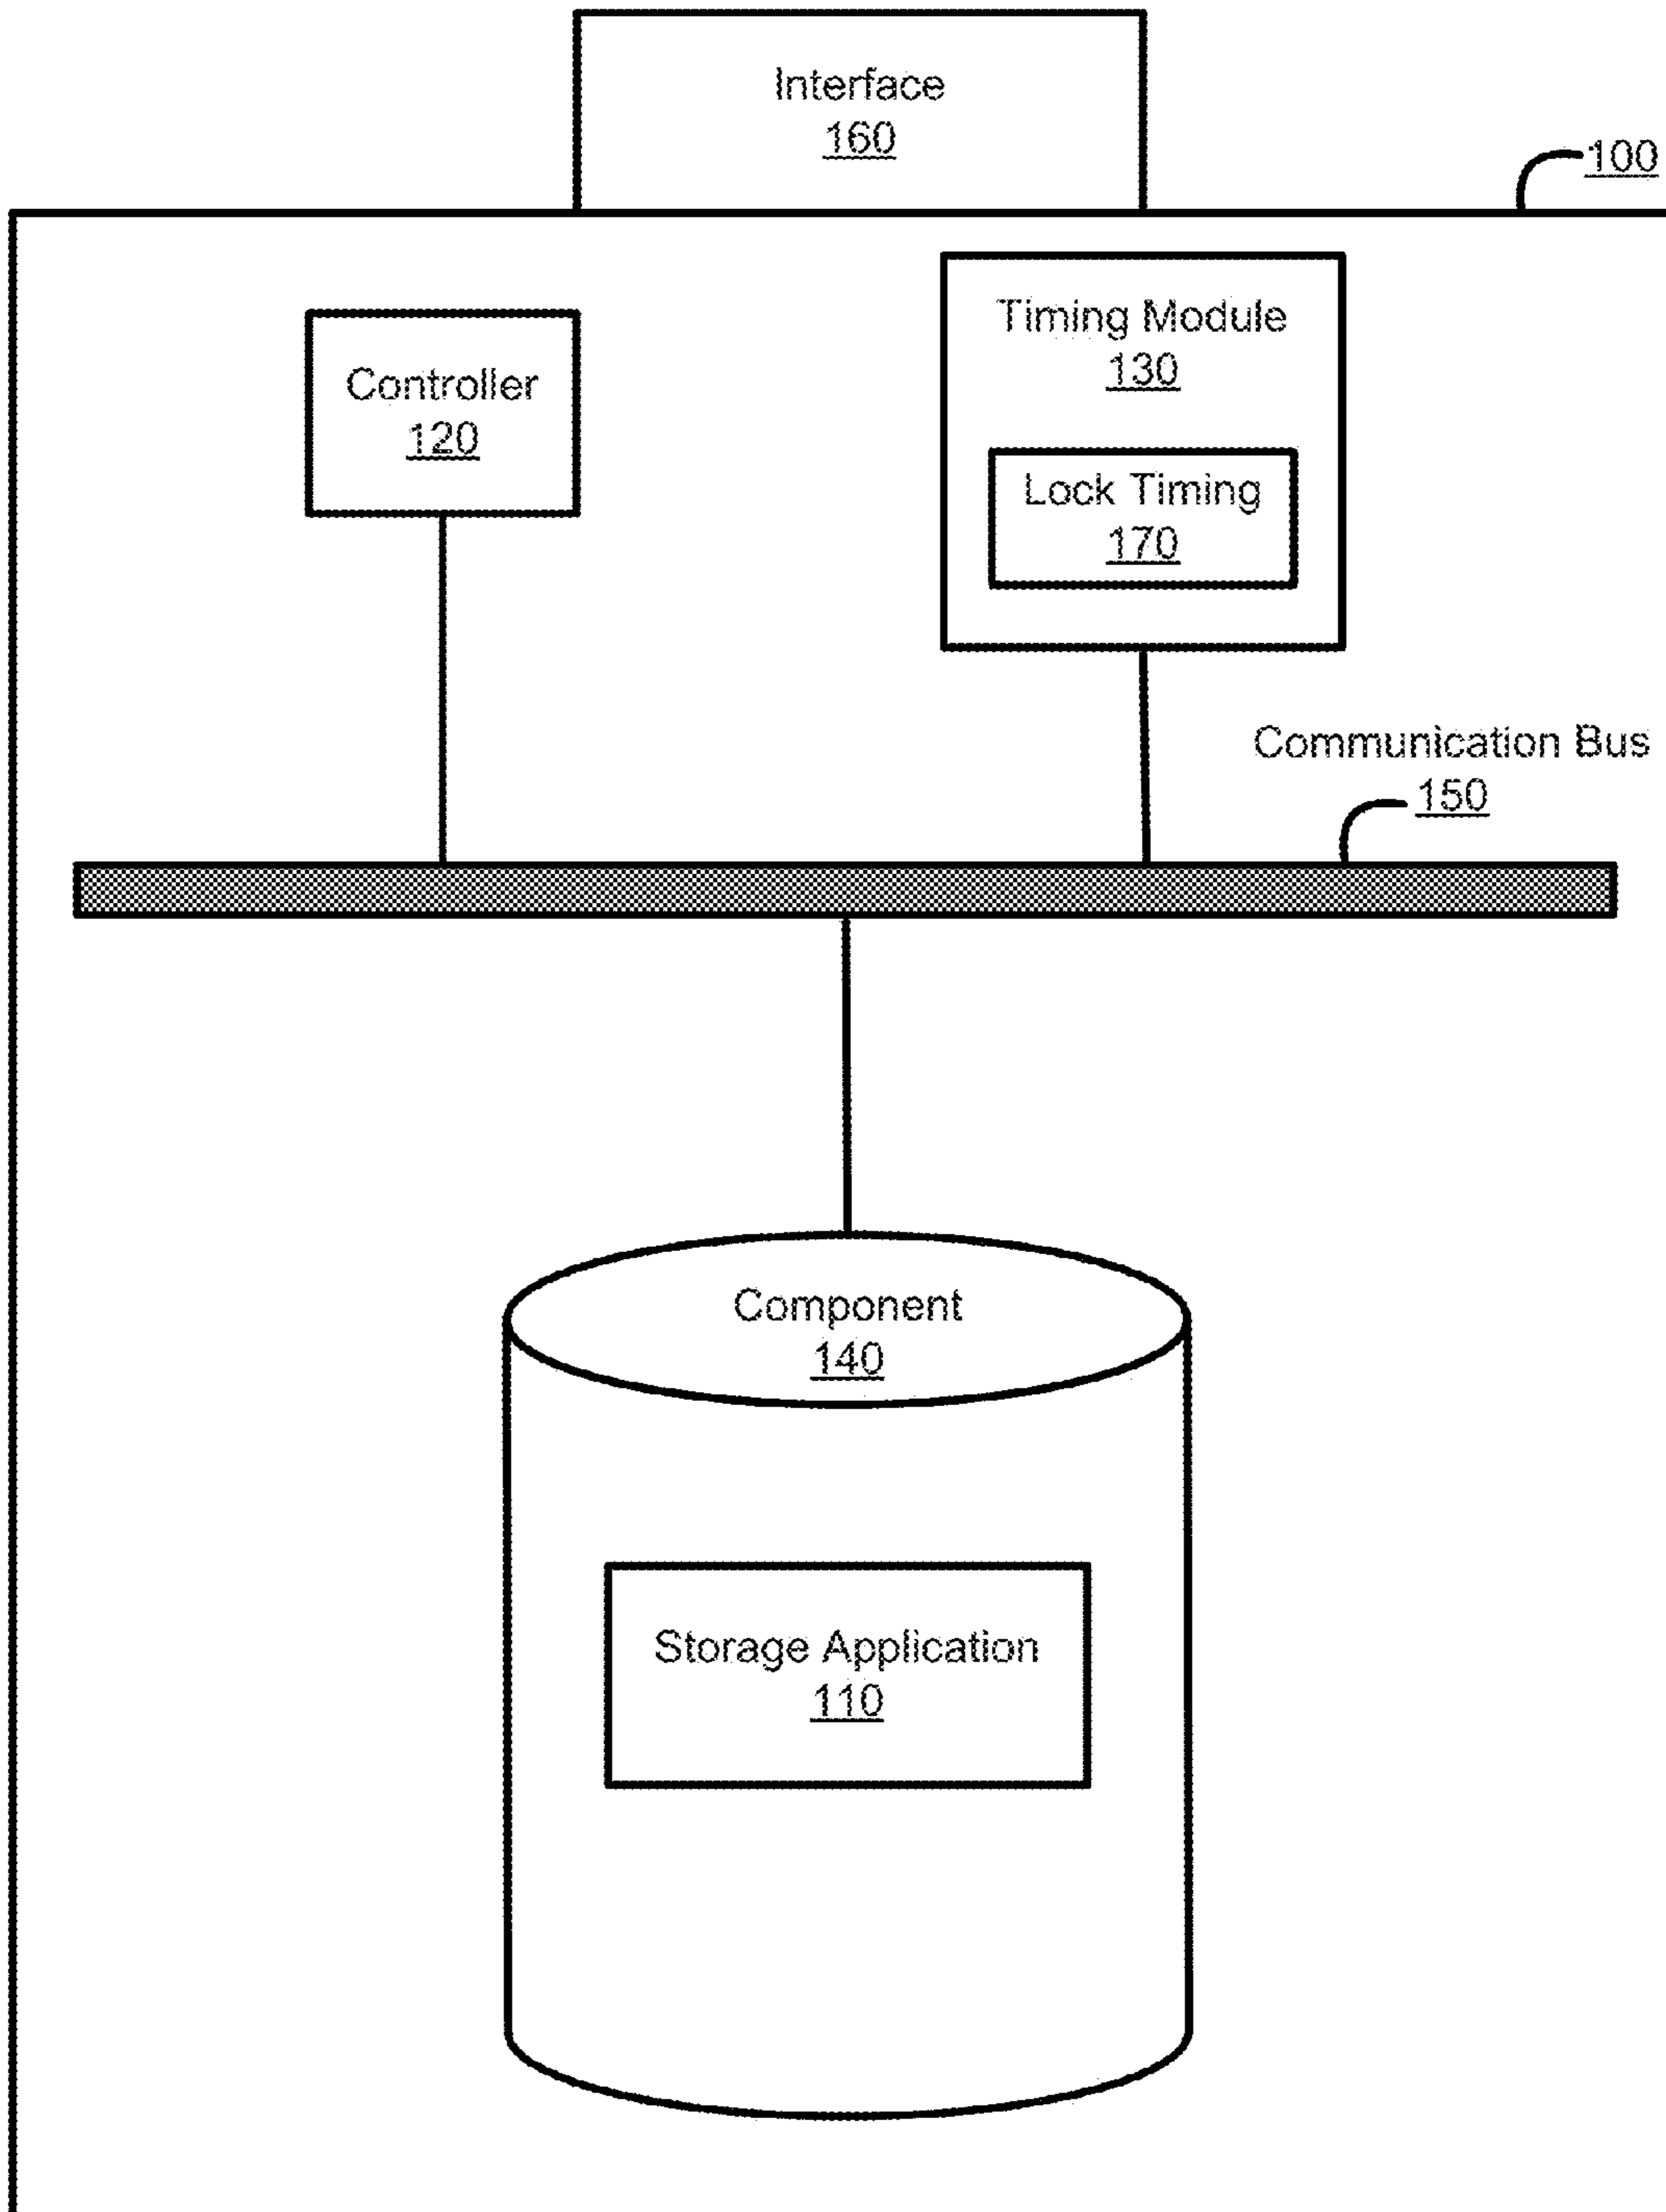 Interface
160
100
Timing Module
130
Controller
120
Lock Timing
170
Communication Bus
150
Component
140
Storage Application
110